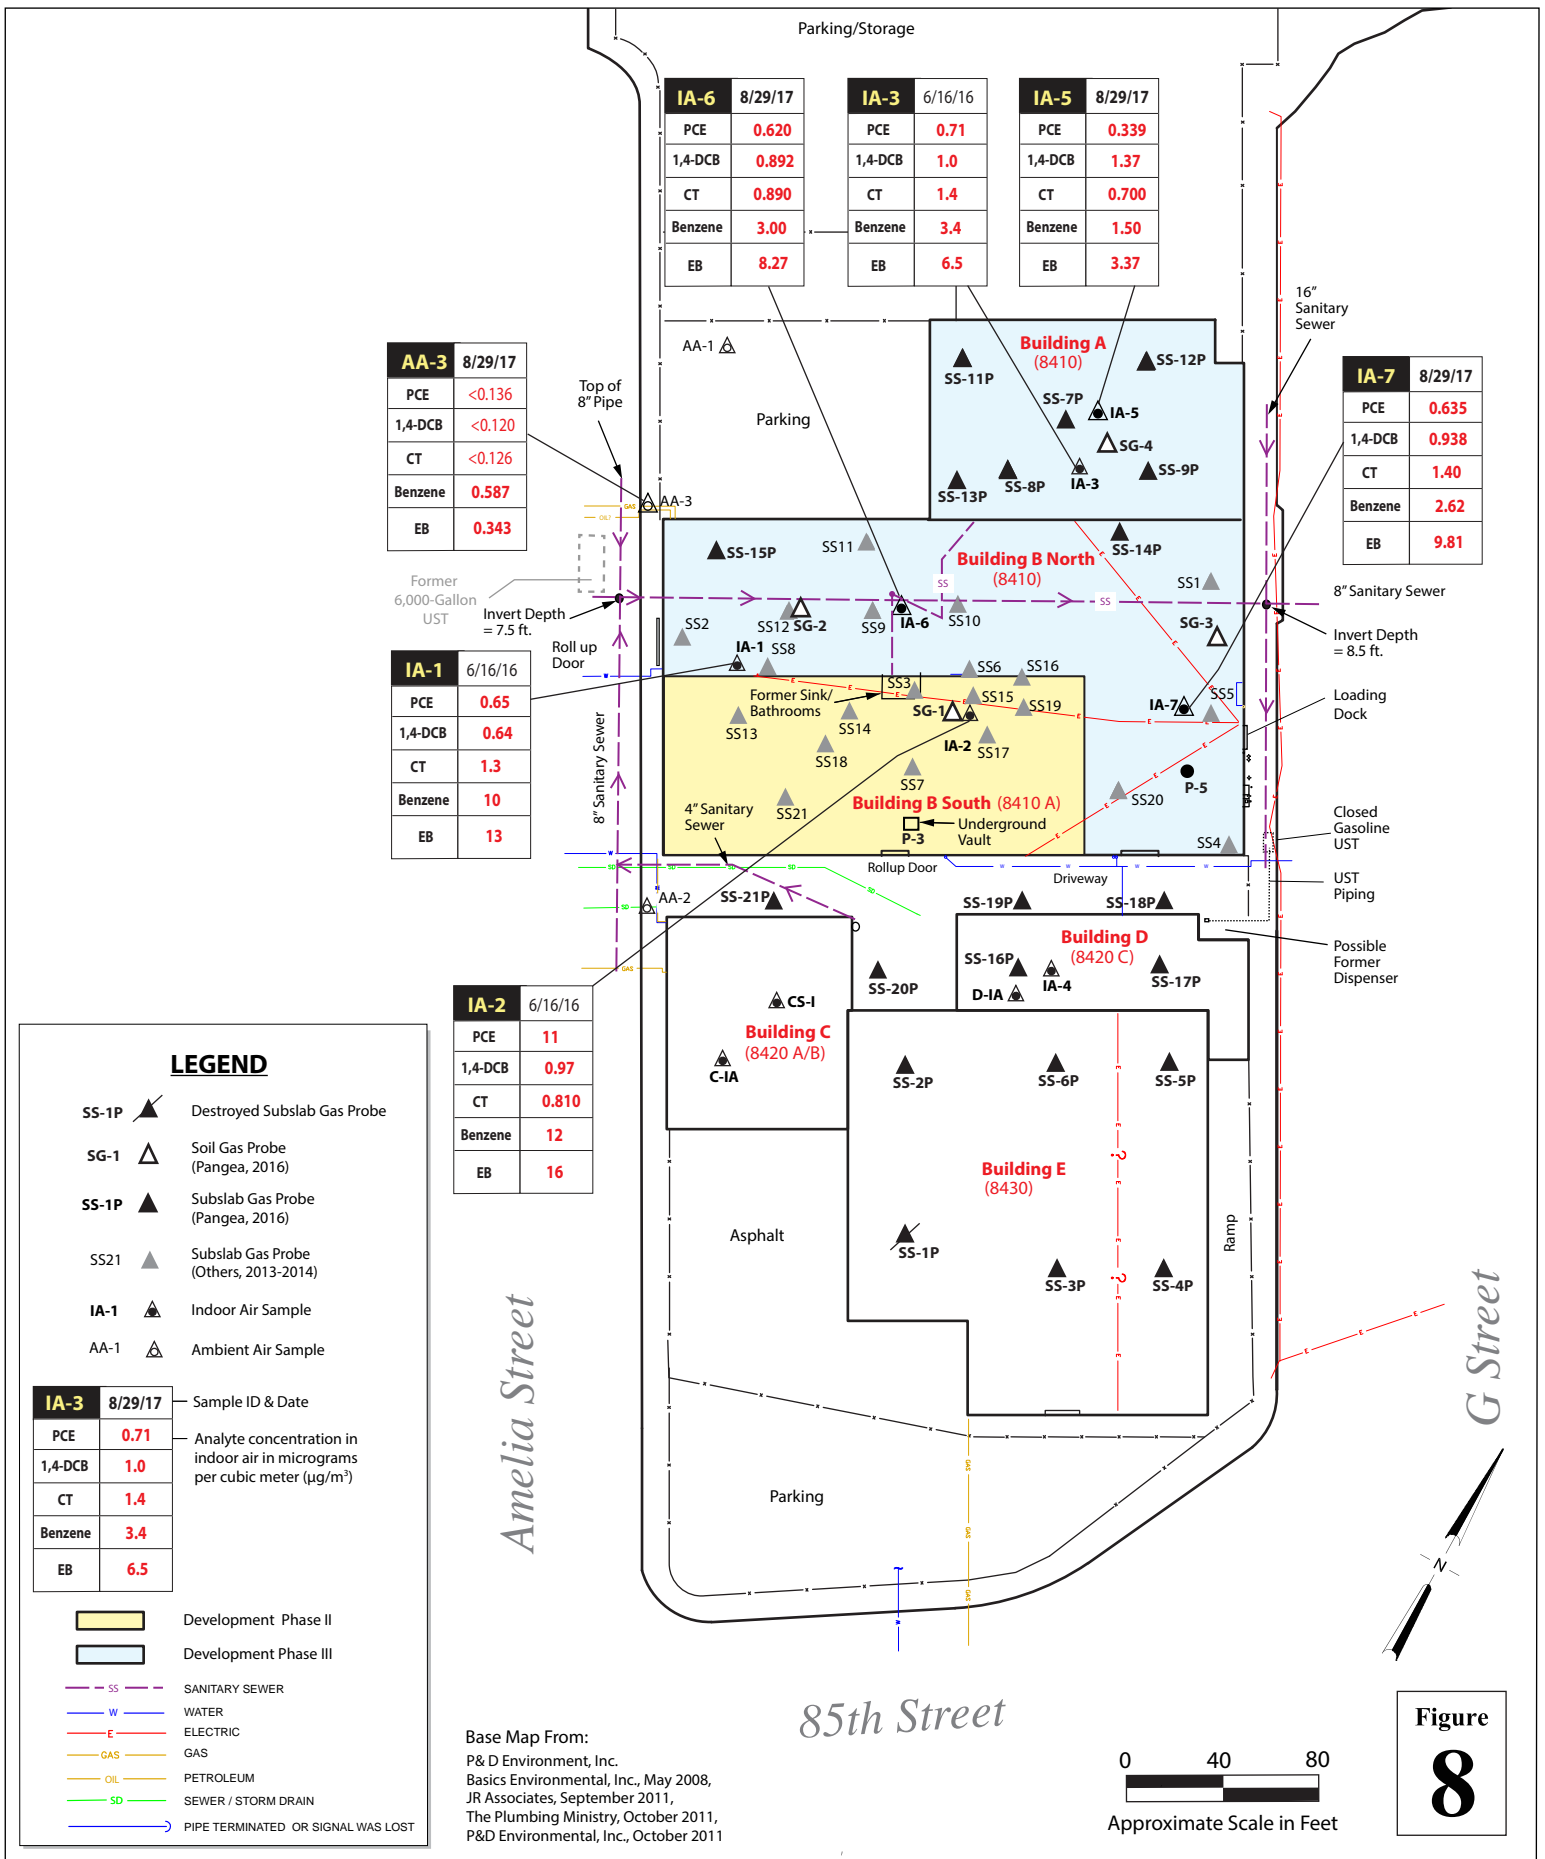 Parking/Storage
IA-6 8/29/17
PCE 0.620
1,4-DCB 0.892
CT 0.890
Benzene 3.00
EB 8.27
IA-3 6/16/16
PCE 0.71
1,4-DCB 1.0
CT 1.4
Benzene 3.4
EB 6.5
IA-5 8/29/17
PCE 0.339
1,4-DCB 1.37
CT 0.700
Benzene 1.50
EB 3.37
16"
Sanitary
Sewer
AA-3 8/29/17
PCE <0.136
1,4-DCB <0.120
CT <0.126
Benzene 0.587
EB 0.343
IA-7 8/29/17
PCE 0.635
1,4-DCB 0.938
CT 1.40
Benzene 2.62
EB 9.81
AA-1
Top of
8" Pipe
Parking
Building A
(8410)
SS-11P
SS-12P
SS-7P
IA-5
SG-4
SS-13P
SS-8P
IA-3
SS-9P
AA-3
GAS
OIL?
SS-15P
SS11
SS-14P
Building B North
(8410)
SS
SS1
SS
8" Sanitary Sewer
Former
6,000-Gallon
UST
Invert Depth
= 7.5 ft.
SS2
SS12
SG-2
SS9
IA-6
SS10
SG-3
Invert Depth
= 8.5 ft.
Roll up
Door
IA-1
SS8
SS6
SS16
IA-1 6/16/16
PCE 0.65
1,4-DCB 0.64
CT 1.3
Benzene 10
EB 13
Former Sink/
Bathrooms
SS3
SS15
SG-1
SS19
IA-7
SS5
Loading
Dock
SS13
SS14
SS18
IA-2
SS17
SS7
8" Sanitary Sewer
P-5
SS20
SS21
Building B South (8410 A)
4" Sanitary
Sewer
P-3
Underground
Vault
SS4
Closed
Gasoline
UST
Rollup Door
Driveway
UST
Piping
AA-2
SS-21P
SS-19P
SS-18P
SS-20P
Building D
(8420 C)
SS-16P
IA-4
SS-17P
D-IA
Possible
Former
Dispenser
GAS
IA-2 6/16/16
PCE 11
1,4-DCB 0.97
CT 0.810
Benzene 12
EB 16
CS-I
Building C
(8420 A/B)
C-IA
SS-2P
SS-6P
SS-5P
Building E
(8430)
SS-1P
SS-3P
SS-4P
Asphalt
Ramp
Parking
GAS
GAS
GAS
Amelia Street
G Street
85th Street
LEGEND
SS-1P Destroyed Subslab Gas Probe
SG-1 Soil Gas Probe
(Pangea, 2016)
SS-1P Subslab Gas Probe
(Pangea, 2016)
SS21 Subslab Gas Probe
(Others, 2013-2014)
IA-1 Indoor Air Sample
AA-1 Ambient Air Sample
IA-3 8/29/17 Sample ID & Date
PCE 0.71 Analyte concentration in
1,4-DCB 1.0 indoor air in micrograms
per cubic meter (µg/m³)
CT 1.4
Benzene 3.4
EB 6.5
Development Phase II
Development Phase III
SS SANITARY SEWER
W WATER
E ELECTRIC
GAS GAS
OIL PETROLEUM
SD SEWER / STORM DRAIN
PIPE TERMINATED OR SIGNAL WAS LOST
Base Map From:
P& D Environment, Inc.
Basics Environmental, Inc., May 2008,
JR Associates, September 2011,
The Plumbing Ministry, October 2011,
P&D Environmental, Inc., October 2011
N
0 40 80
Approximate Scale in Feet
Figure
8